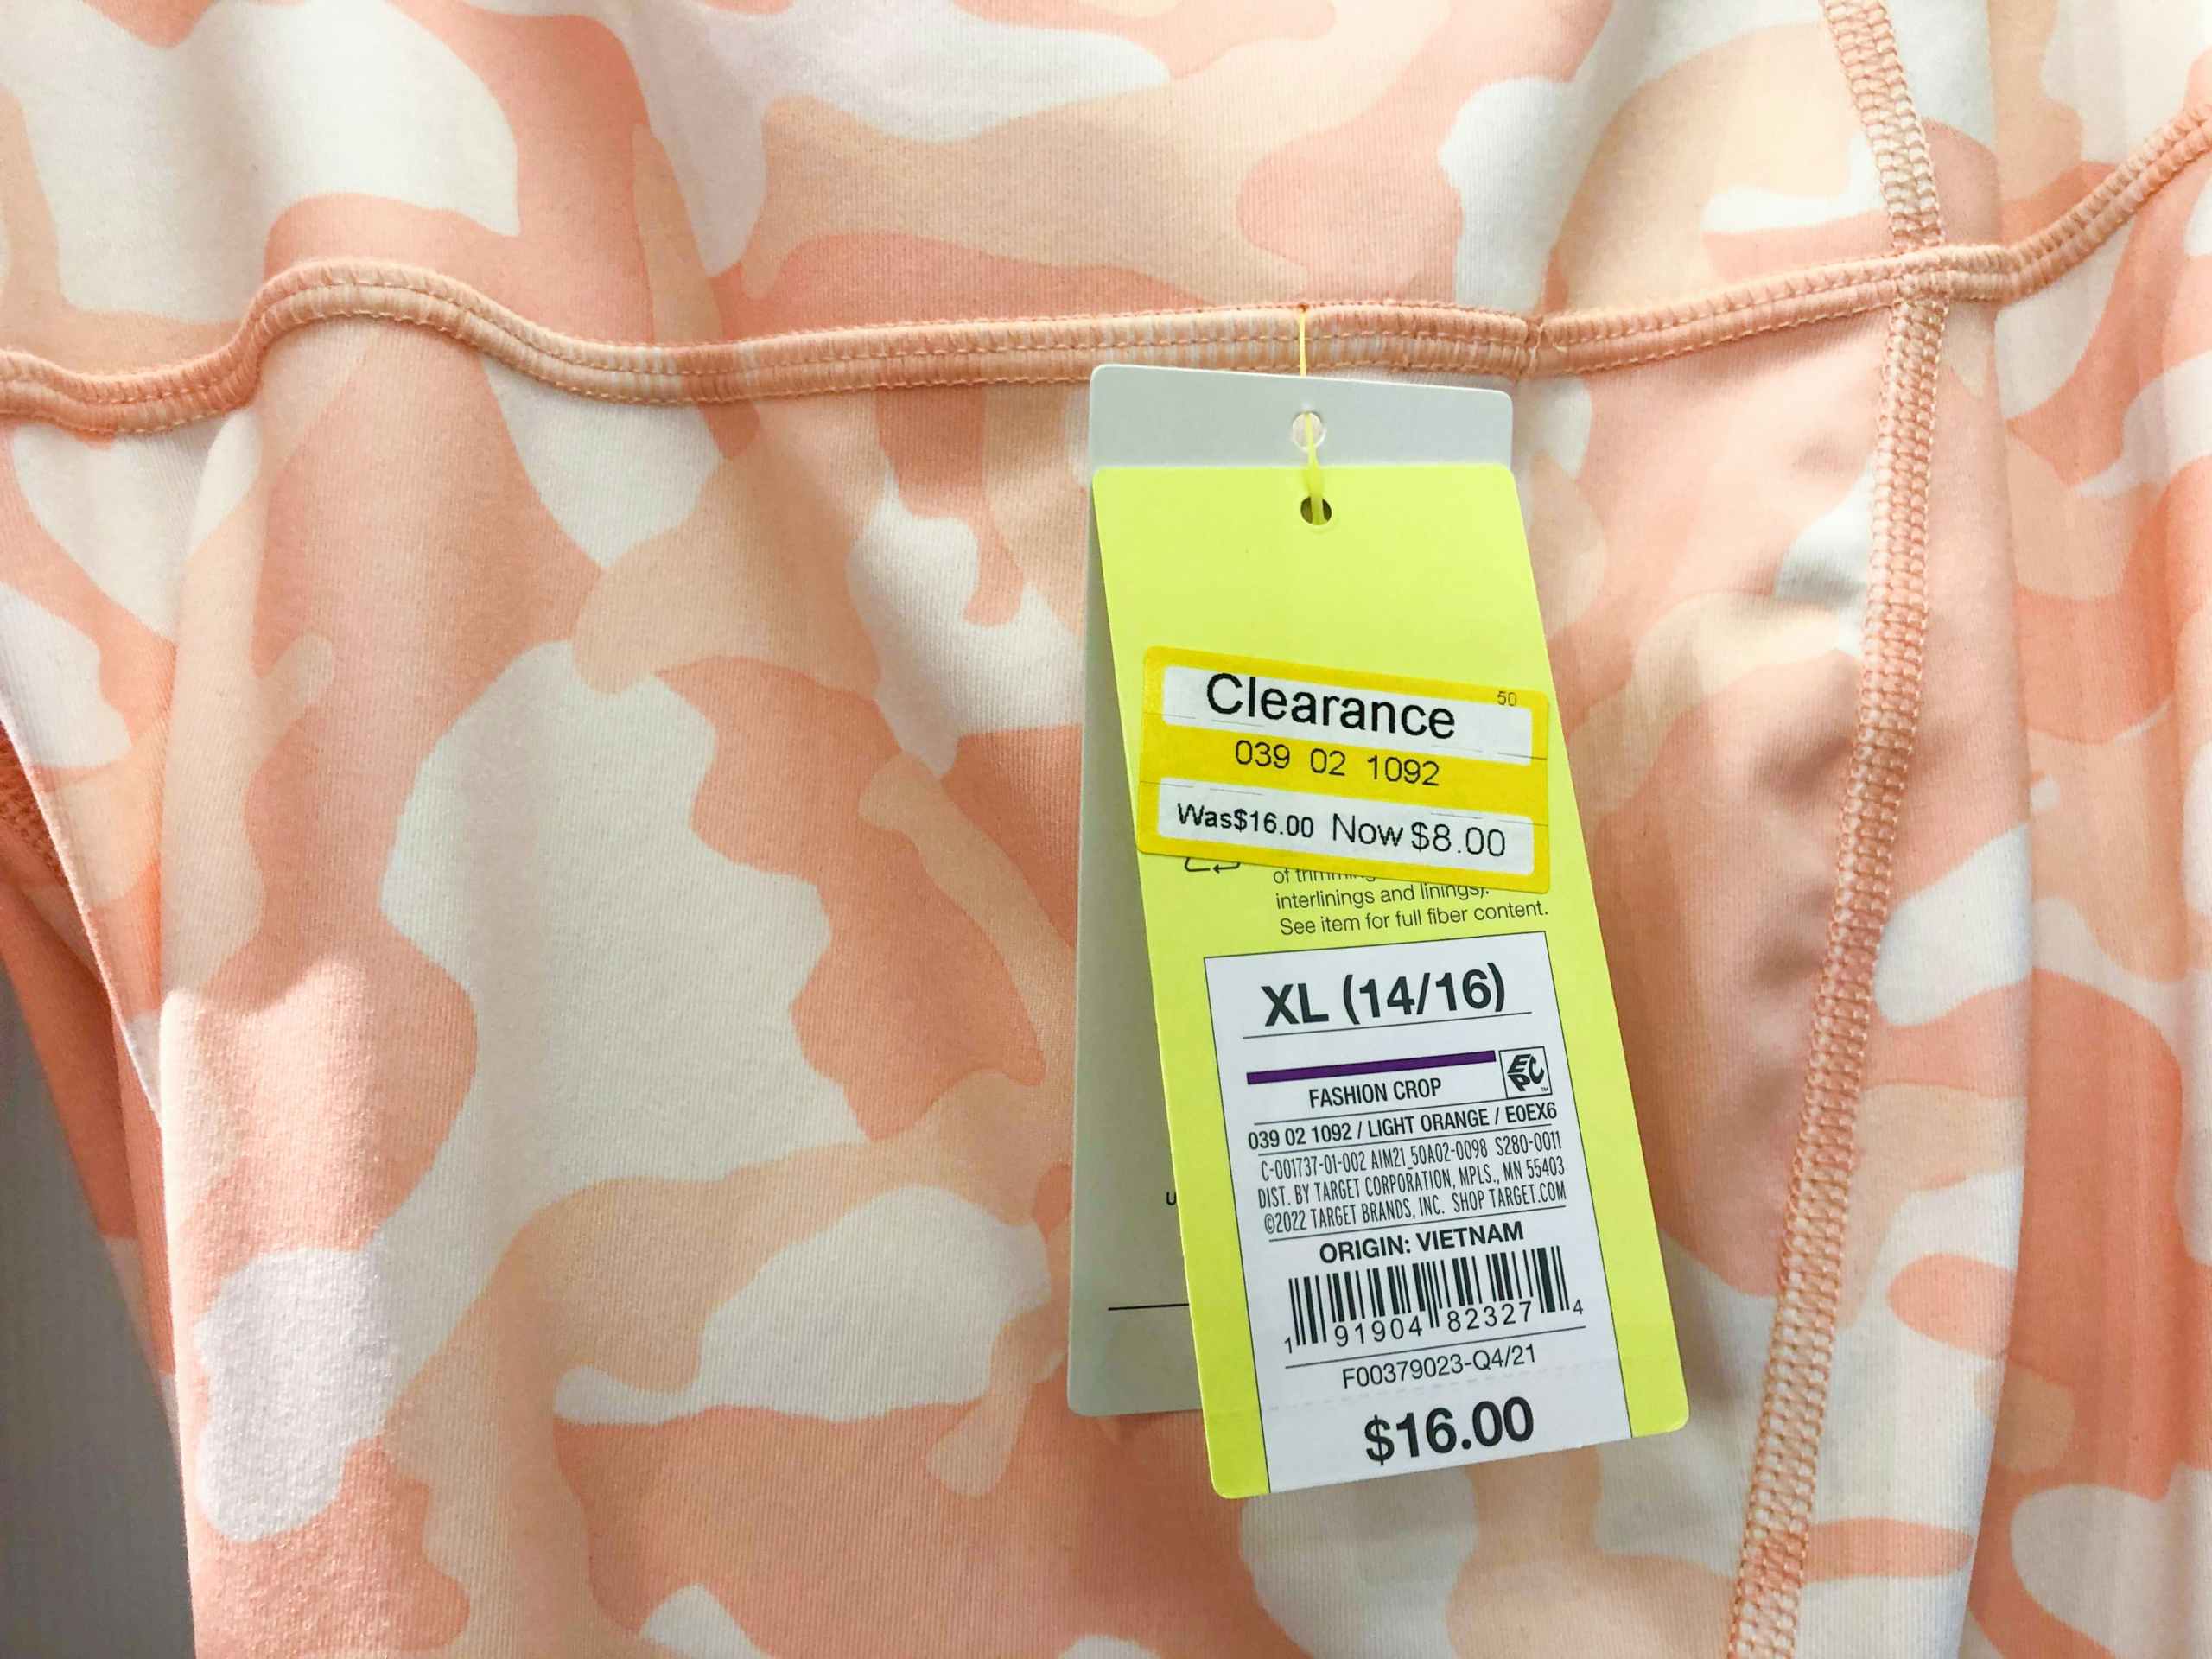 Clearance 50
039 02 1092
Was$16.00 Now $8.00
of
interlinings and linings).
See item for full fiber content.
XL (14/16)
EPC
FASHION CROP
039 02 1092 / LIGHT ORANGE / E0EX6
C-001737-01-002 AIM21_50A02-0098 S280-0011
DIST. BY TARGET CORPORATION, MPLS., MN 55403
©2022 TARGET BRANDS, INC. SHOP TARGET.COM
ORIGIN: VIETNAM
1 91904 82327 4
F00379023-Q4/21
$16.00